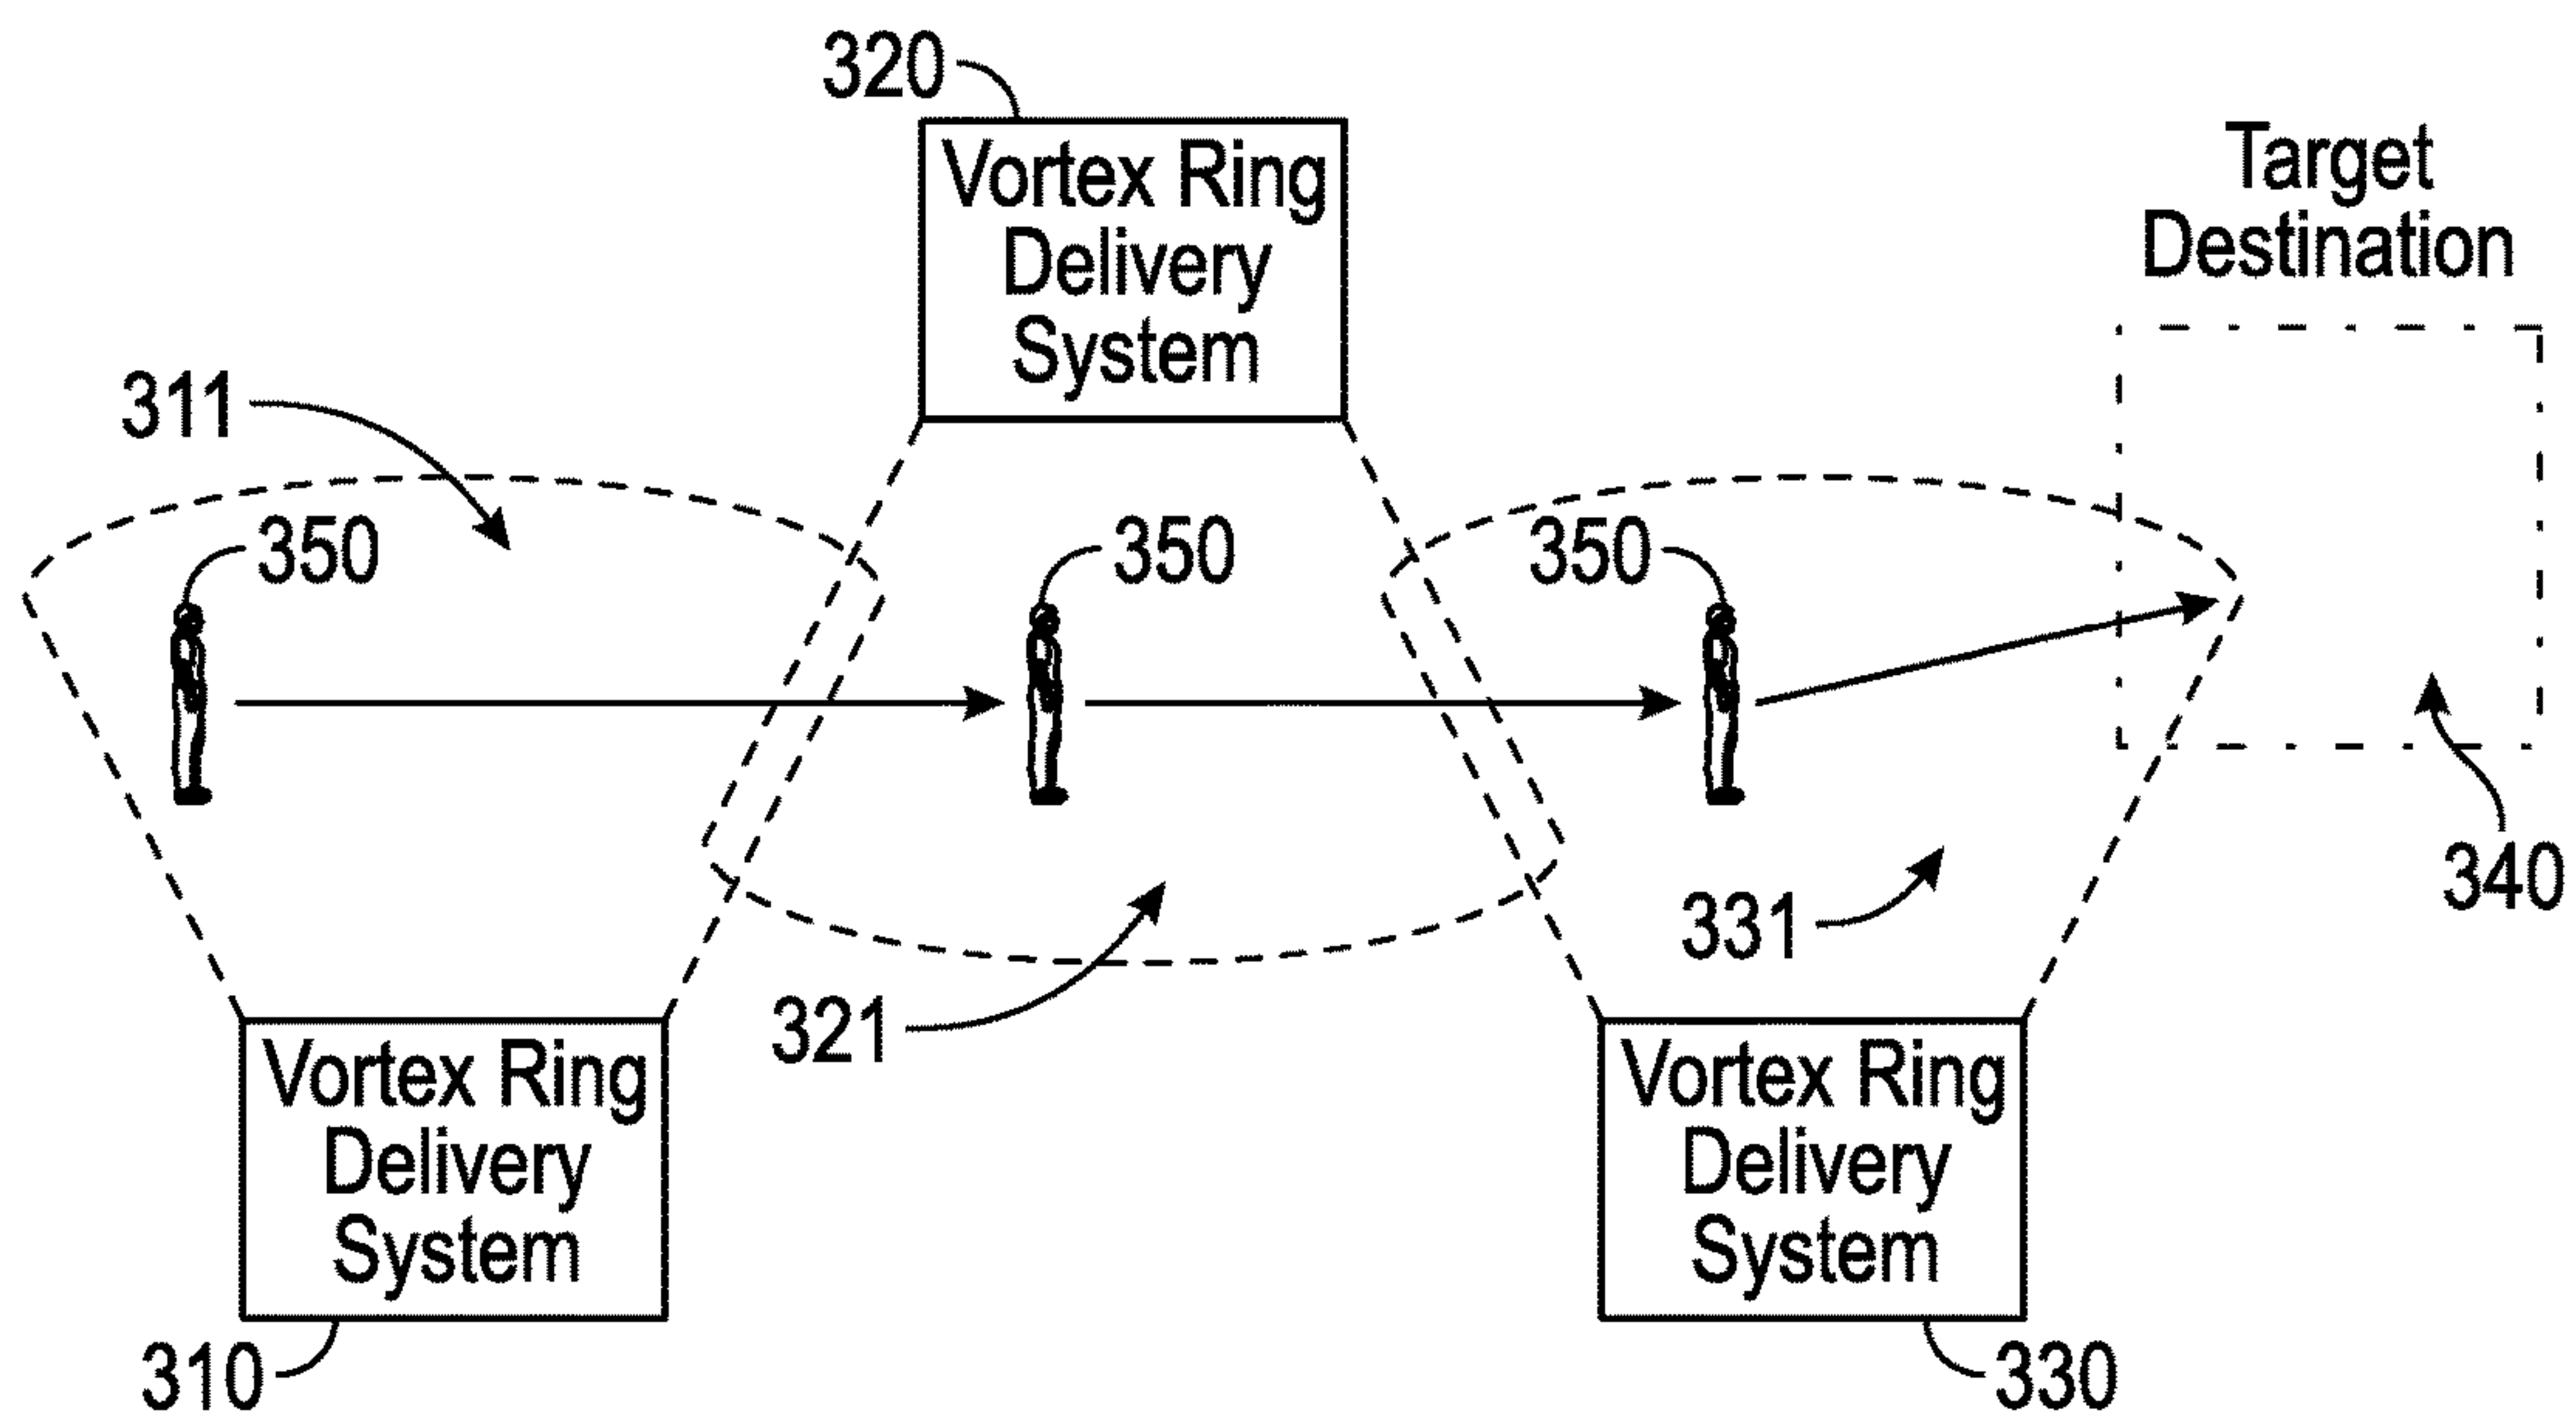 320
Vortex Ring
Delivery
System
Target
Destination
311
350
350
350
340
331
321
Vortex Ring
Delivery
System
Vortex Ring
Delivery
System
310
330